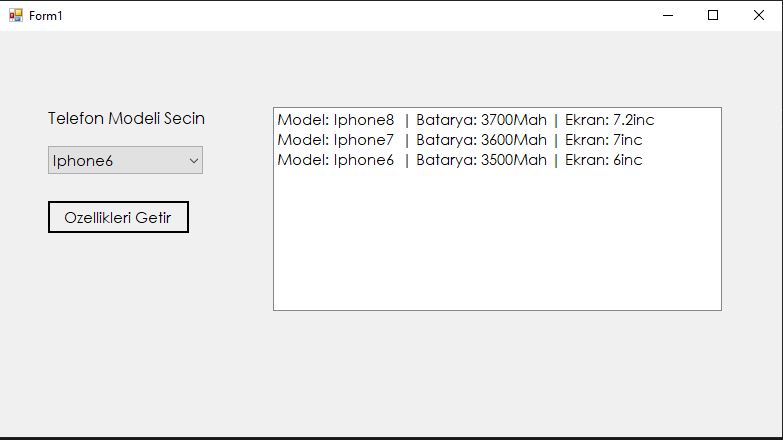 Form1
Telefon Modeli Secin
Iphone6
Ozellikleri Getir
Model: Iphone8 | Batarya: 3700Mah | Ekran: 7.2inc
Model: Iphone7 | Batarya: 3600Mah | Ekran: 7inc
Model: Iphone6 | Batarya: 3500Mah | Ekran: 6inc